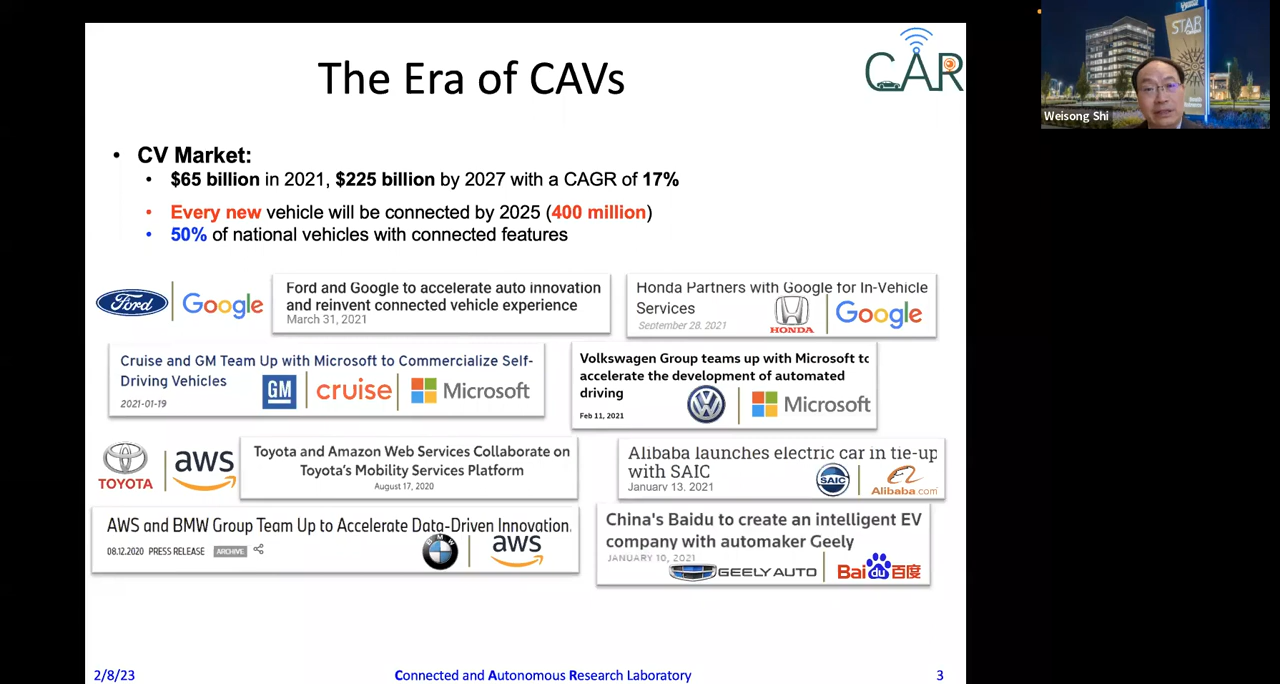 The Era of CAVs
CAR
STAR
Weisong Shi
• CV Market:
• $65 billion in 2021, $225 billion by 2027 with a CAGR of 17%
• Every new vehicle will be connected by 2025 (400 million)
• 50% of national vehicles with connected features
Ford
Google
Ford and Google to accelerate auto innovation
and reinvent connected vehicle experience
March 31, 2021
Honda Partners with Google for In-Vehicle
Services
September 28, 2021
HONDA
Google
Cruise and GM Team Up with Microsoft to Commercialize Self-
Driving Vehicles
2021-01-19
GM
cruise
Microsoft
Volkswagen Group teams up with Microsoft to
accelerate the development of automated
driving
Feb 11, 2021
Microsoft
TOYOTA
aws
Toyota and Amazon Web Services Collaborate on
Toyota's Mobility Services Platform
August 17, 2020
Alibaba launches electric car in tie-up
with SAIC
January 13, 2021
SAIC
Alibaba.com
AWS and BMW Group Team Up to Accelerate Data-Driven Innovation
08.12.2020 PRESS RELEASE ARCHIVE
BMW
aws
China's Baidu to create an intelligent EV
company with automaker Geely
JANUARY 10, 2021
GEELY AUTO
Baidu百度
2/8/23
Connected and Autonomous Research Laboratory
3